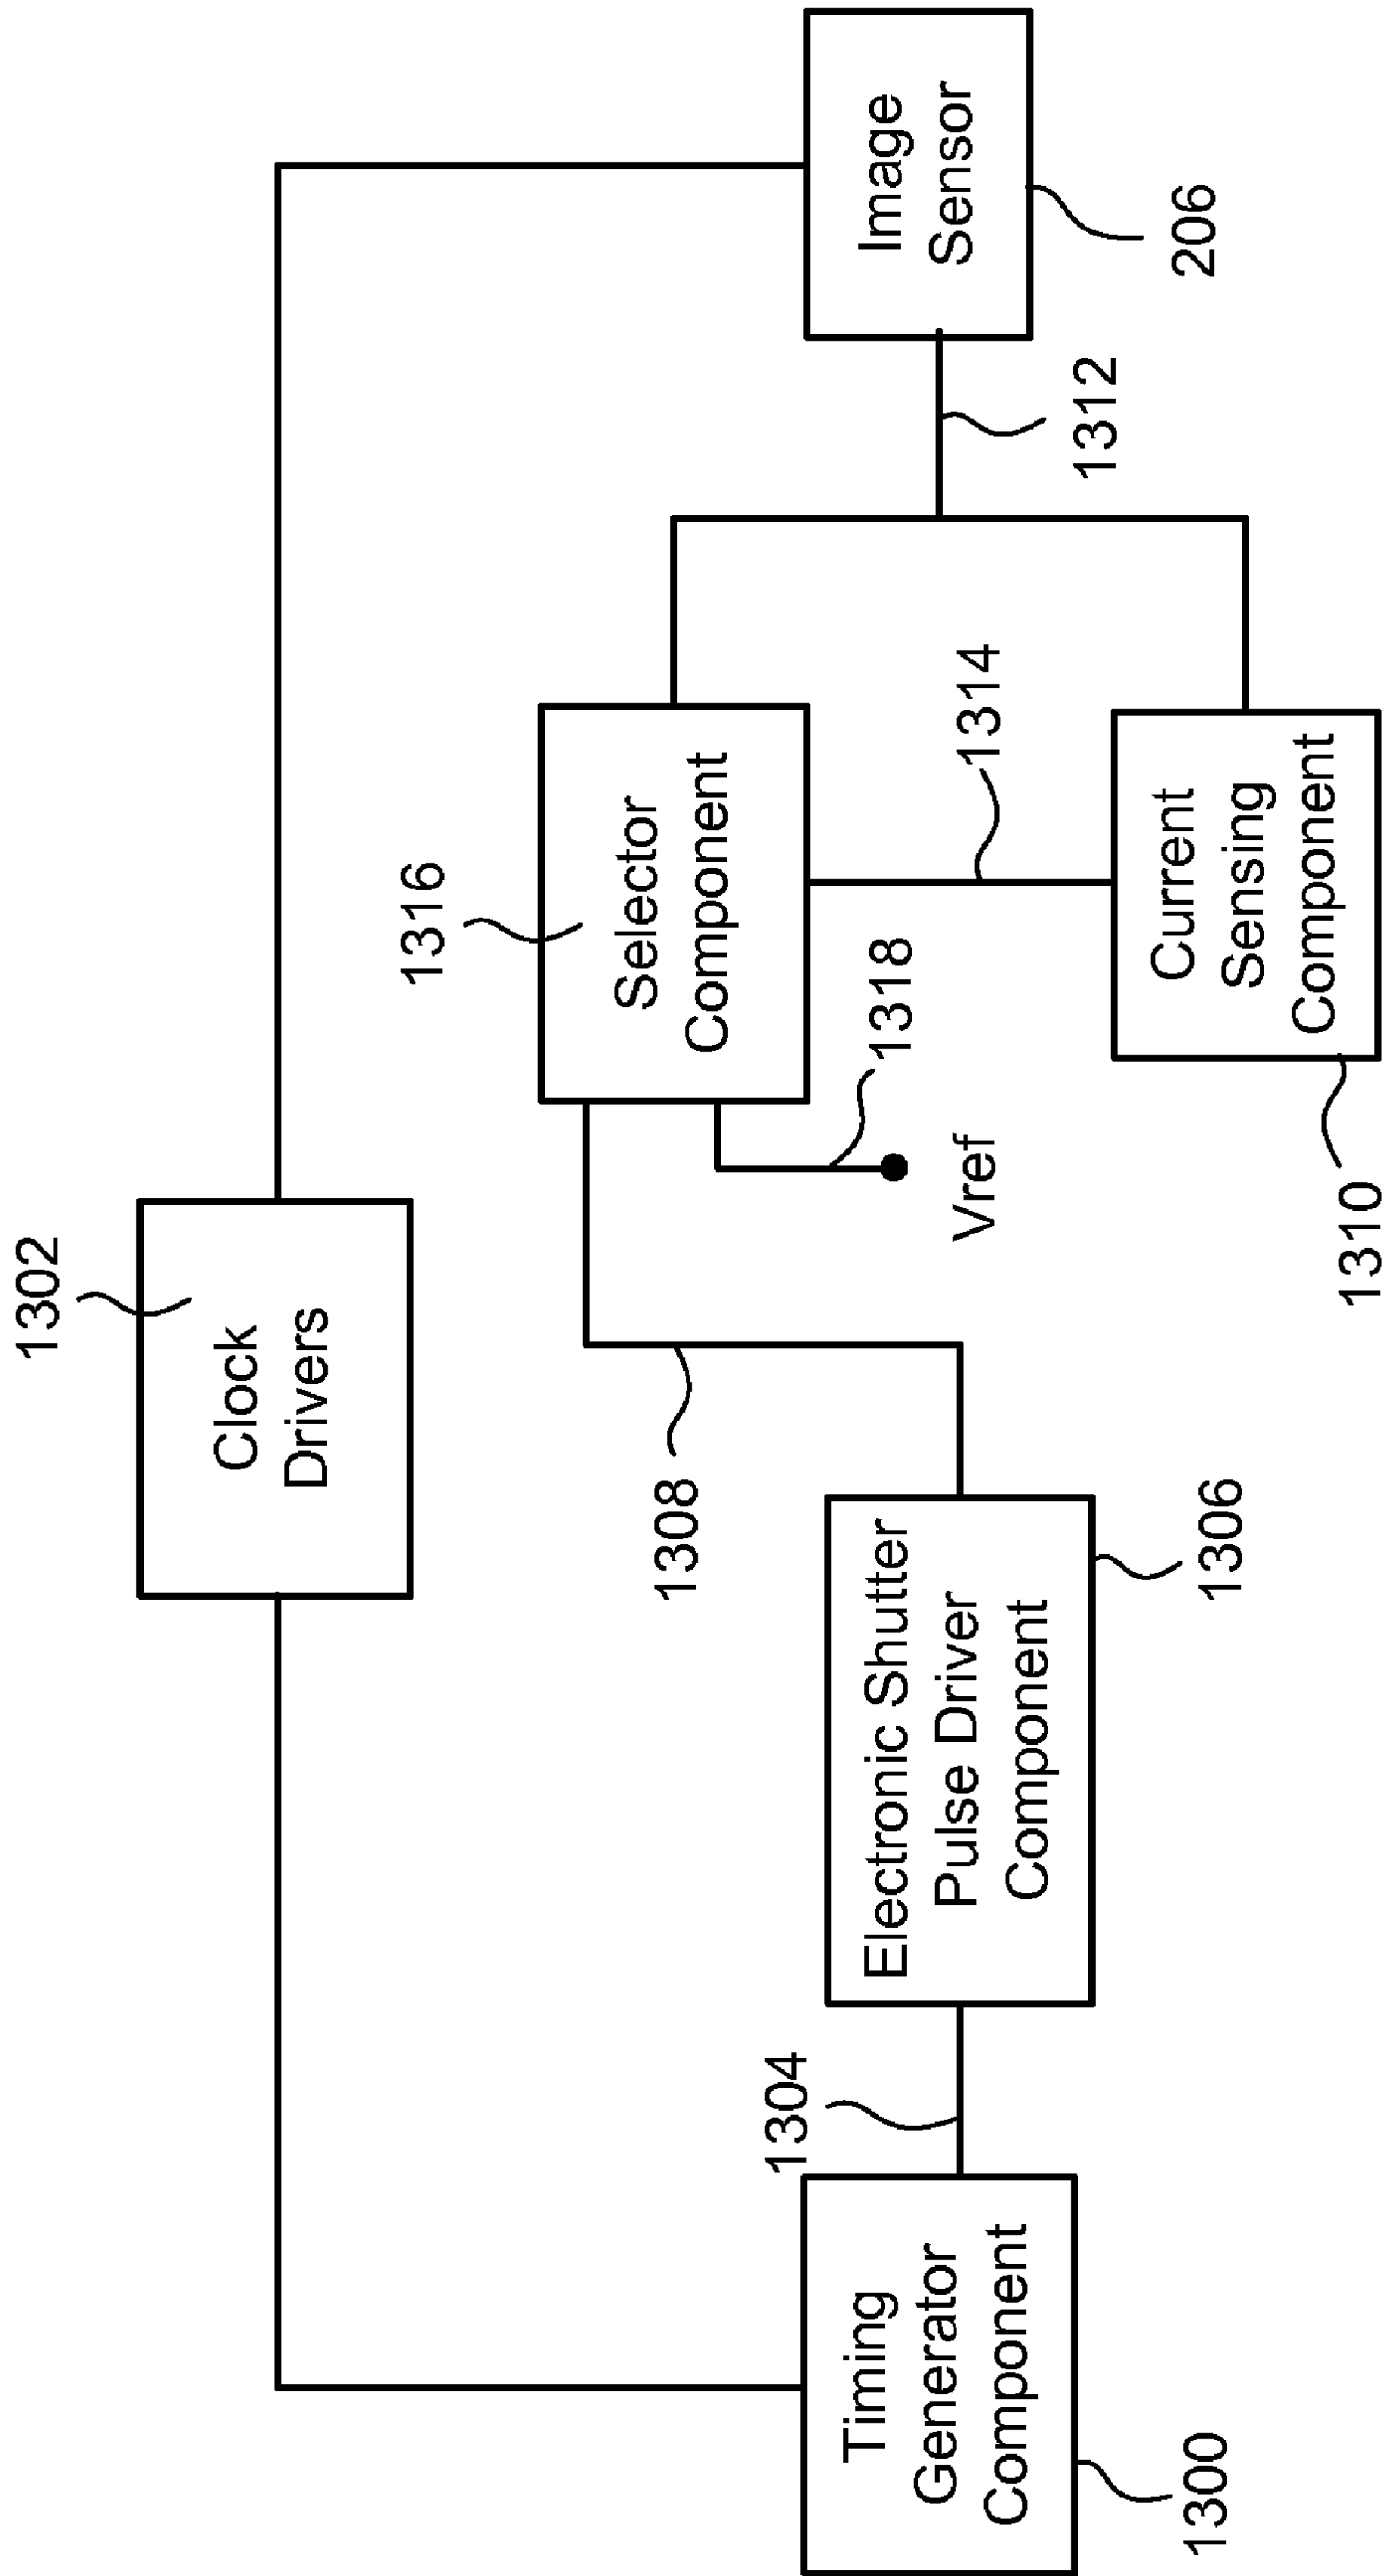 1302
Clock
Drivers
1316
Selector
Component
1308
1318
Vref
1314
1312
Image
Sensor
206
1304
Timing
Generator
Component
1300
Electronic Shutter
Pulse Driver
Component
1306
Current
Sensing
Component
1310